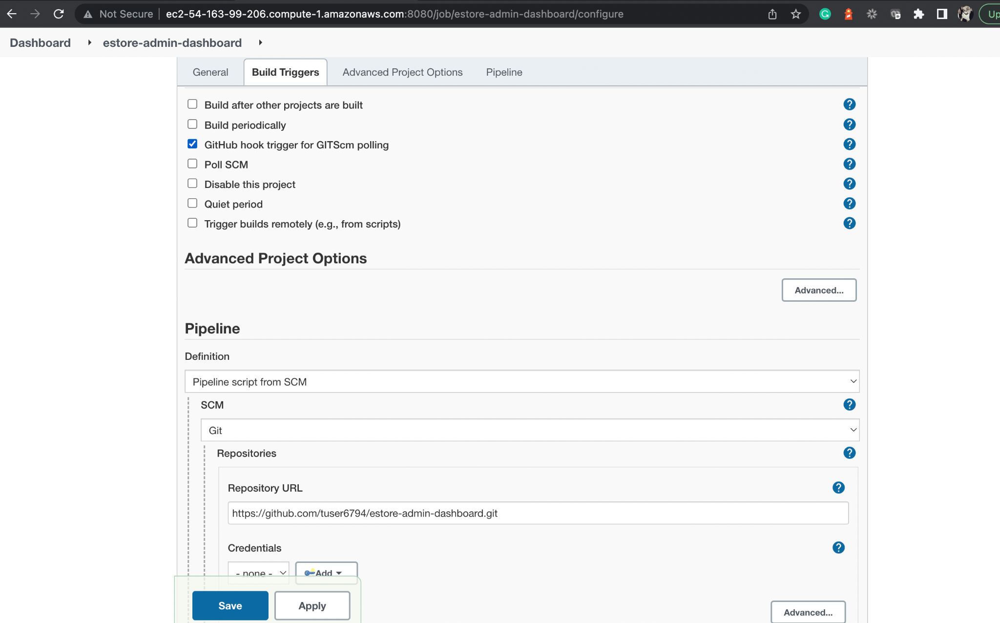 Not Secure ec2-54-163-99-206.compute-1.amazonaws.com:8080/job/estore-admin-dashboard/configure Up
Dashboard estore-admin-dashboard
General Build Triggers Advanced Project Options Pipeline
Build after other projects are built ?
Build periodically ?
GitHub hook trigger for GITScm polling ?
Poll SCM ?
Disable this project ?
Quiet period ?
Trigger builds remotely (e.g., from scripts) ?
Advanced Project Options
Advanced...
Pipeline
Definition
Pipeline script from SCM
SCM ?
Git
Repositories ?
Repository URL ?
https://github.com/tuser6794/estore-admin-dashboard.git
Credentials ?
- none - Add
Save Apply
Advanced...